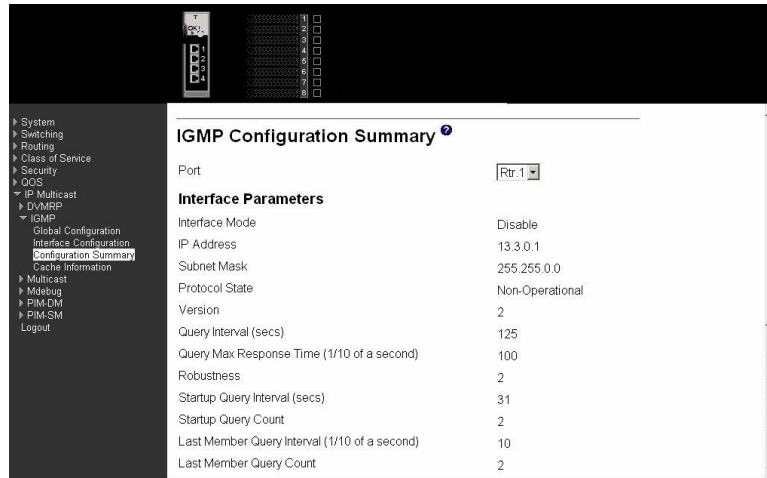 T
OK!
1
2
3
4
1
2
3
4
5
6
7
8
System
Switching
Routing
Class of Service
Security
QOS
IP Multicast
DVMRP
IGMP
Global Configuration
Interface Configuration
Configuration Summary
Cache Information
Multicast
Mdebug
PIM-DM
PIM-SM
Logout
IGMP Configuration Summary ?
Port Rtr.1
Interface Parameters
Interface Mode Disable
IP Address 13.3.0.1
Subnet Mask 255.255.0.0
Protocol State Non-Operational
Version 2
Query Interval (secs) 125
Query Max Response Time (1/10 of a second) 100
Robustness 2
Startup Query Interval (secs) 31
Startup Query Count 2
Last Member Query Interval (1/10 of a second) 10
Last Member Query Count 2